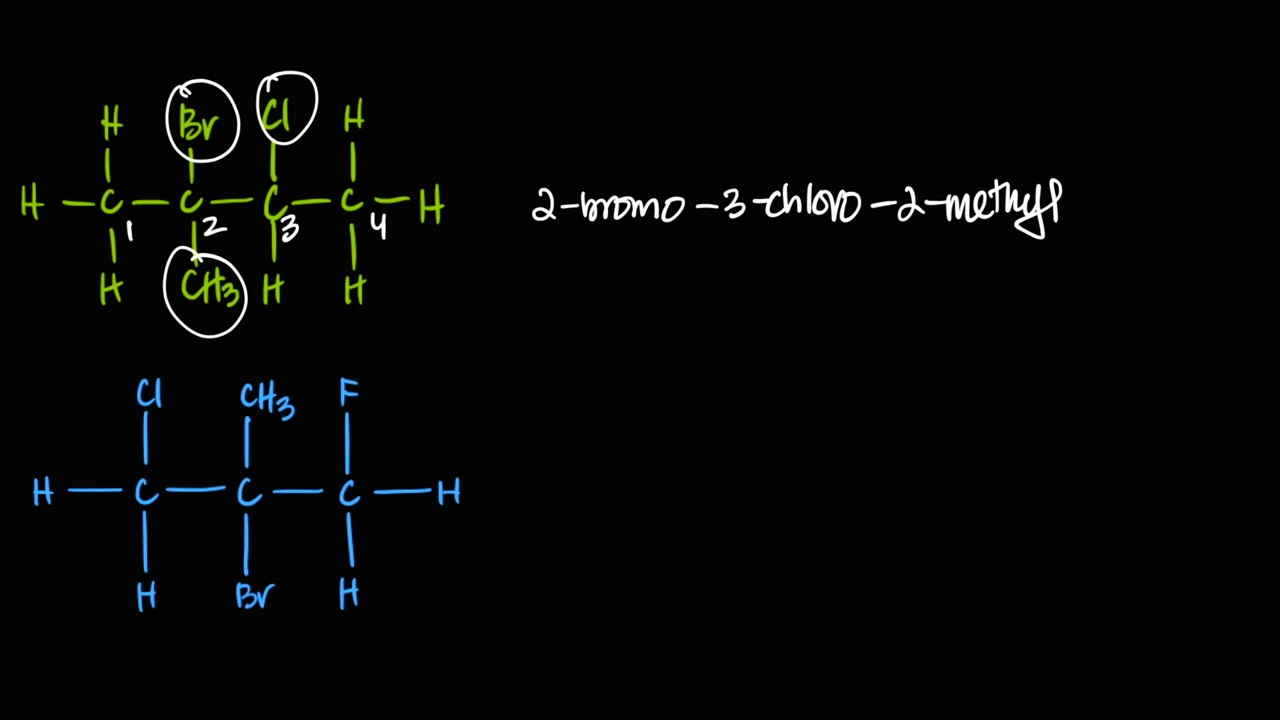 H Br Cl H
H — C — C — C — C — H 2-bromo-3-chloro-2-methyl
1 2 3 4
H CH3 H H
Cl CH3 F
H — C — C — C — H
H Br H